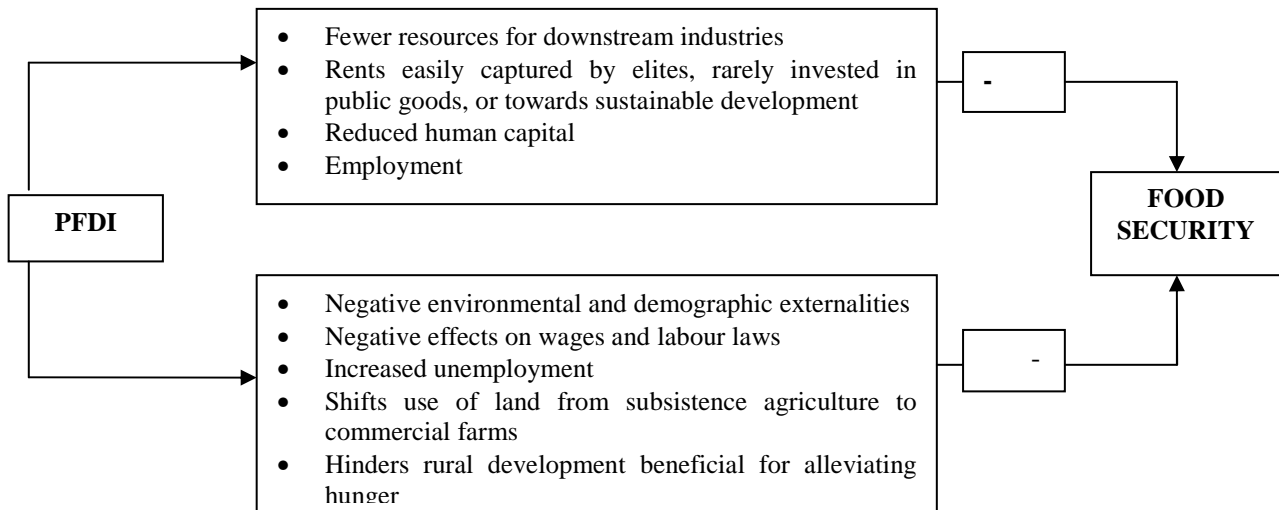 • Fewer resources for downstream industries
• Rents easily captured by elites, rarely invested in
public goods, or towards sustainable development
• Reduced human capital
• Employment
-
PFDI
FOOD
SECURITY
• Negative environmental and demographic externalities
• Negative effects on wages and labour laws
• Increased unemployment
• Shifts use of land from subsistence agriculture to
commercial farms
• Hinders rural development beneficial for alleviating
hunger
-